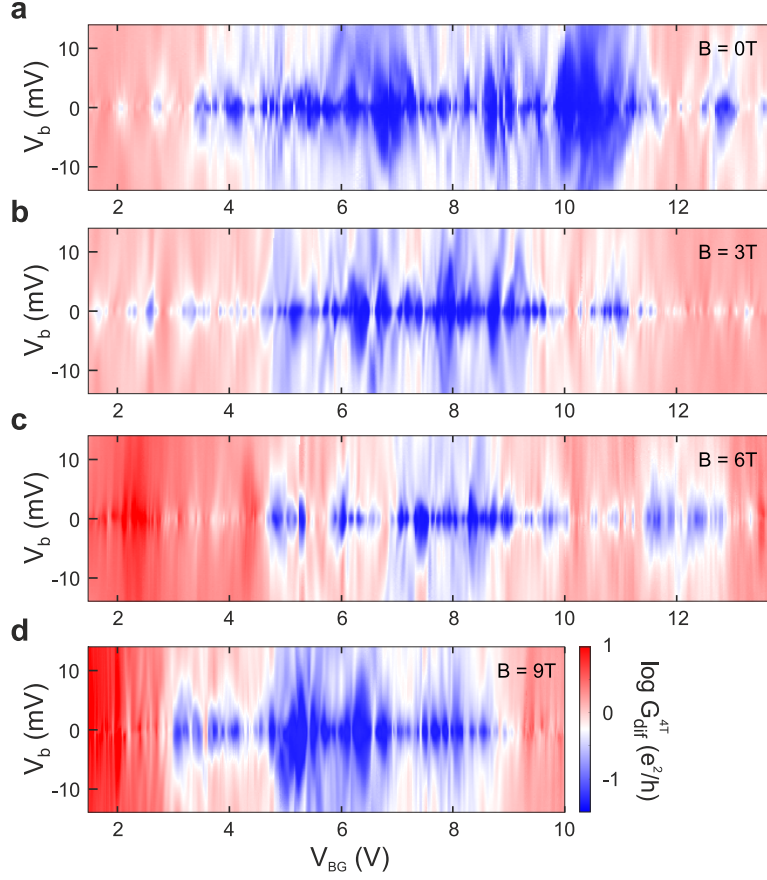 a
10
0
-10
V_b (mV)
B = 0T
2 4 6 8 10 12
b
10
0
-10
V_b (mV)
B = 3T
2 4 6 8 10 12
c
10
0
-10
V_b (mV)
B = 6T
2 4 6 8 10 12
d
10
0
-10
V_b (mV)
B = 9T
2 4 6 8 10
V_BG (V)
1
0
-1
log G_dif^4T (e²/h)